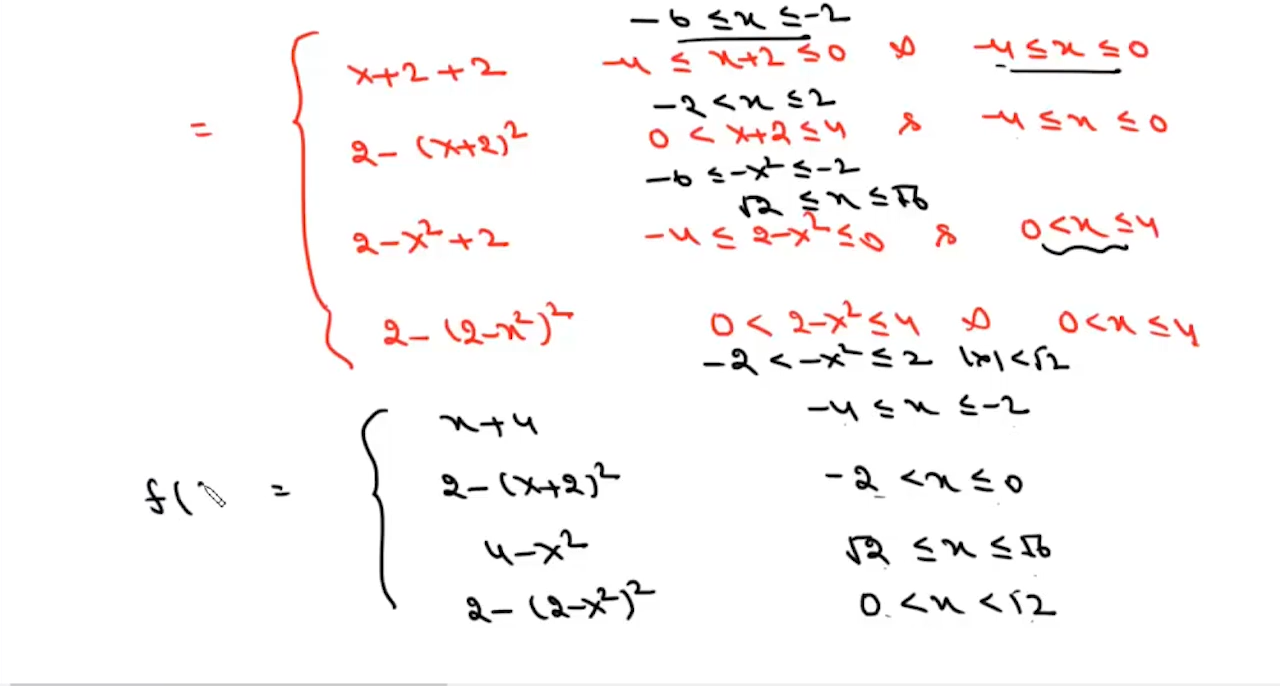 -6 ≤ x ≤ -2
x+2+2 -4 ≤ x+2 ≤ 0 & -4 ≤ x ≤ 0
-2 < x ≤ 2
= 2-(x+2)² 0 < x+2 ≤ 4 & -4 ≤ x ≤ 0
-6 ≤ -x² ≤ -2
√2 ≤ x ≤ √6
2-x²+2 -4 ≤ 2-x² ≤ 0 & 0 < x ≤ 4
2-(2-x²)² 0 < 2-x² ≤ 4 & 0 < x ≤ 4
-2 < -x² ≤ 2 |x| < √2
x+4 -4 ≤ x ≤ -2
f( = 2-(x+2)² -2 < x ≤ 0
4-x² √2 ≤ x ≤ √6
2-(2-x²)² 0 < x < √2